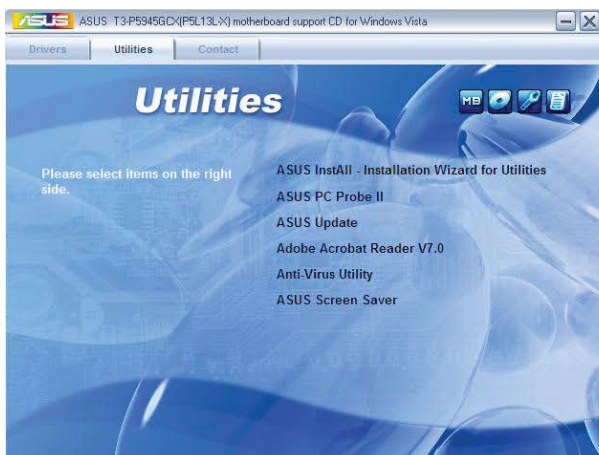 ASUS ASUS T3-P5945GCX(P5L13L-X) motherboard support CD for Windows Vista
Drivers Utilities Contact
Utilities
MB
Please select items on the right
side.
ASUS InstAll - Installation Wizard for Utilities
ASUS PC Probe II
ASUS Update
Adobe Acrobat Reader V7.0
Anti-Virus Utility
ASUS Screen Saver